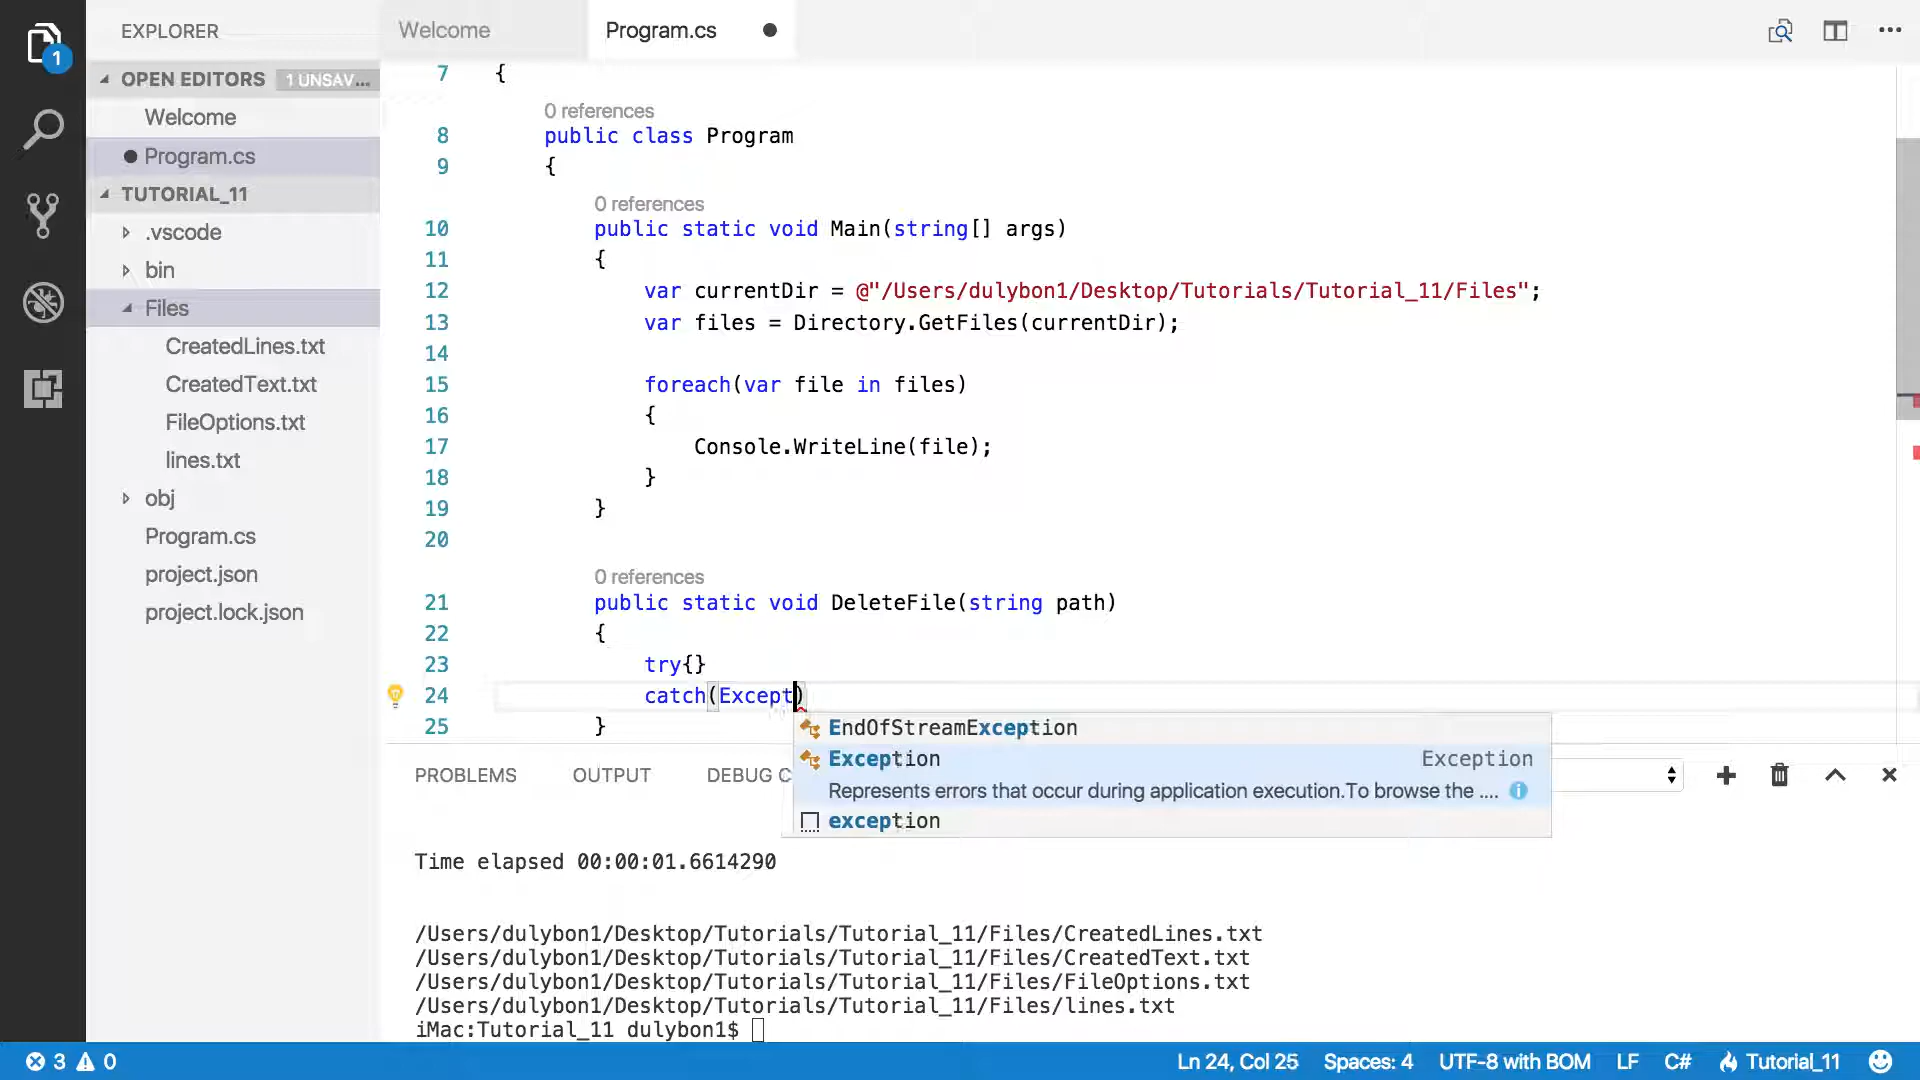 EXPLORER
Welcome
Program.cs
1
OPEN EDITORS
1 UNSAV...
Welcome
Program.cs
TUTORIAL_11
.vscode
bin
Files
CreatedLines.txt
CreatedText.txt
FileOptions.txt
lines.txt
obj
Program.cs
project.json
project.lock.json
7 {
0 references
8 public class Program
9 {
0 references
10 public static void Main(string[] args)
11 {
12 var currentDir = @"/Users/dulybon1/Desktop/Tutorials/Tutorial_11/Files";
13 var files = Directory.GetFiles(currentDir);
14
15 foreach(var file in files)
16 {
17 Console.WriteLine(file);
18 }
19 }
20
0 references
21 public static void DeleteFile(string path)
22 {
23 try{}
24 catch(Except)
25 }
EndOfStreamException
Exception Exception
Represents errors that occur during application execution.To browse the ....
exception
PROBLEMS OUTPUT DEBUG C
Time elapsed 00:00:01.6614290
/Users/dulybon1/Desktop/Tutorials/Tutorial_11/Files/CreatedLines.txt
/Users/dulybon1/Desktop/Tutorials/Tutorial_11/Files/CreatedText.txt
/Users/dulybon1/Desktop/Tutorials/Tutorial_11/Files/FileOptions.txt
/Users/dulybon1/Desktop/Tutorials/Tutorial_11/Files/lines.txt
iMac:Tutorial_11 dulybon1$
3 0 Ln 24, Col 25 Spaces: 4 UTF-8 with BOM LF C# Tutorial_11